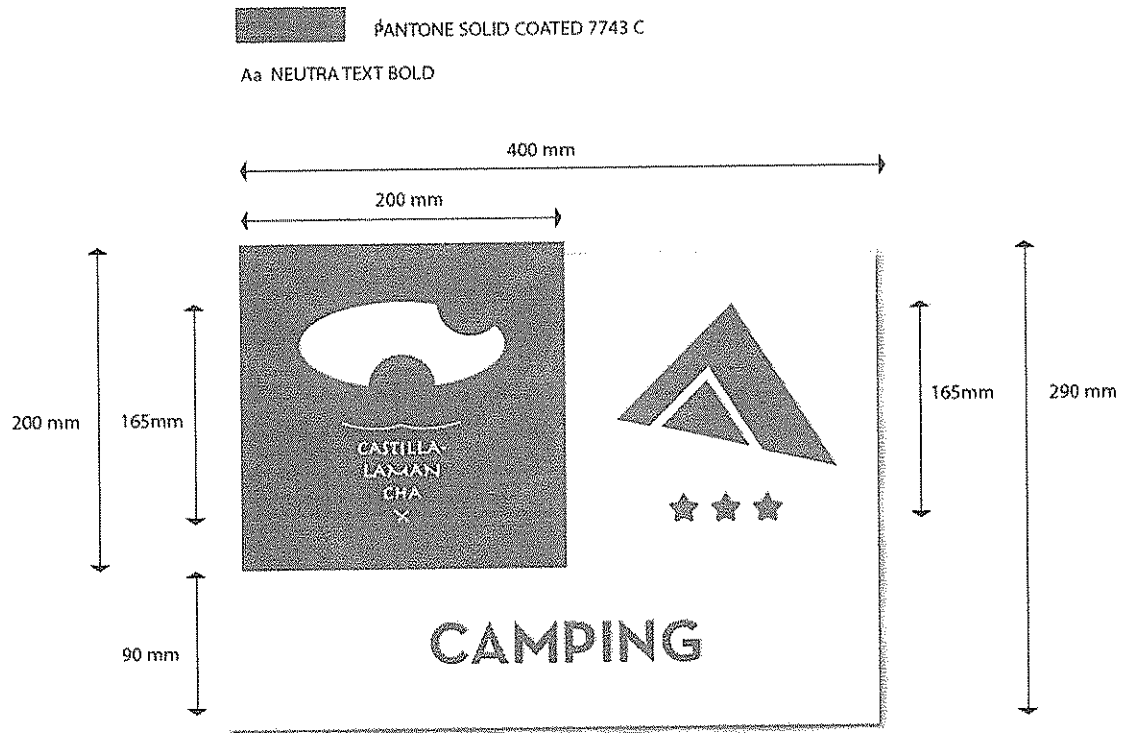 PANTONE SOLID COATED 7743 C
Aa NEUTRA TEXT BOLD
400 mm
200 mm
200 mm
165mm
165mm
290 mm
CASTILLA-
LAMAN
CHA
90 mm
CAMPING